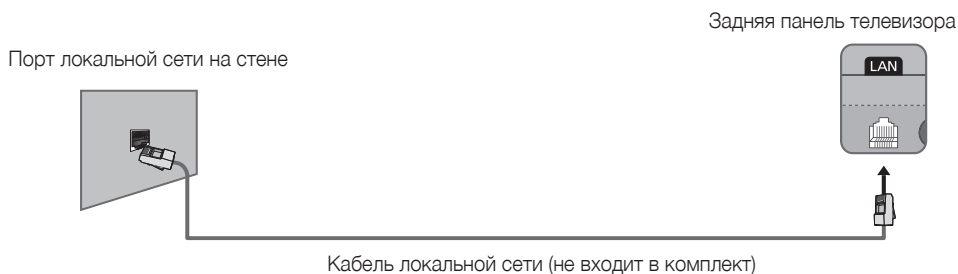 Задняя панель телевизора
Порт локальной сети на стене
LAN
Кабель локальной сети (не входит в комплект)